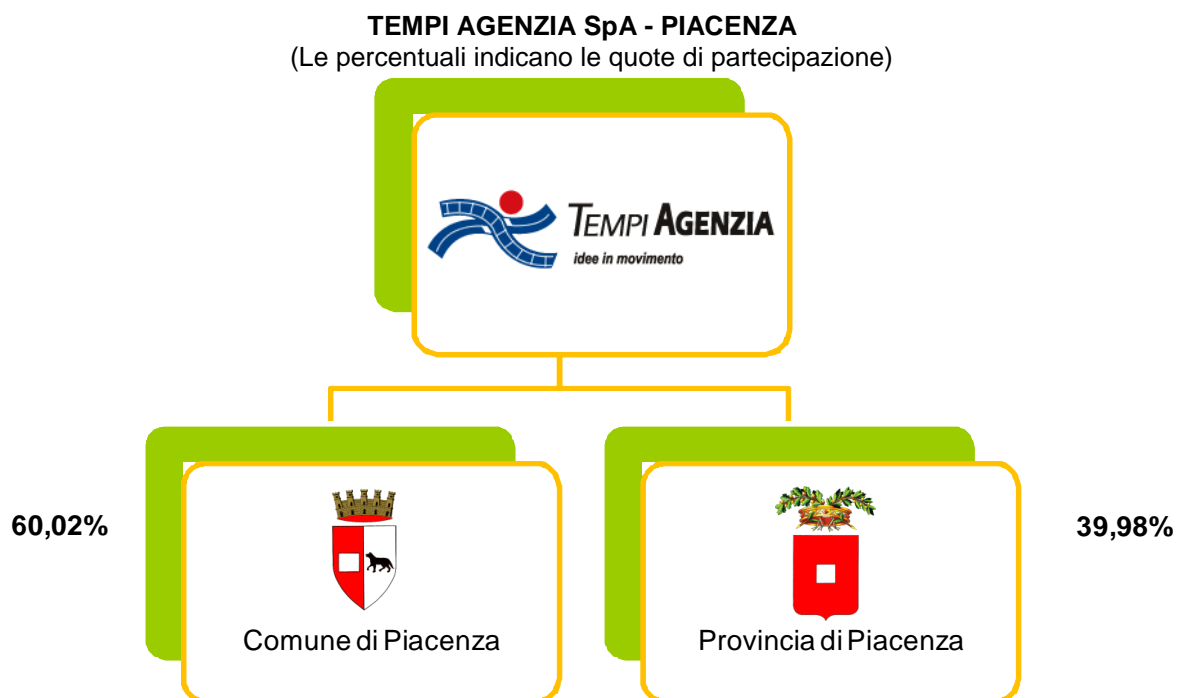 TEMPI AGENZIA SpA - PIACENZA
(Le percentuali indicano le quote di partecipazione)
TEMPI AGENZIA
idee in movimento
60,02%
39,98%
Comune di Piacenza
Provincia di Piacenza